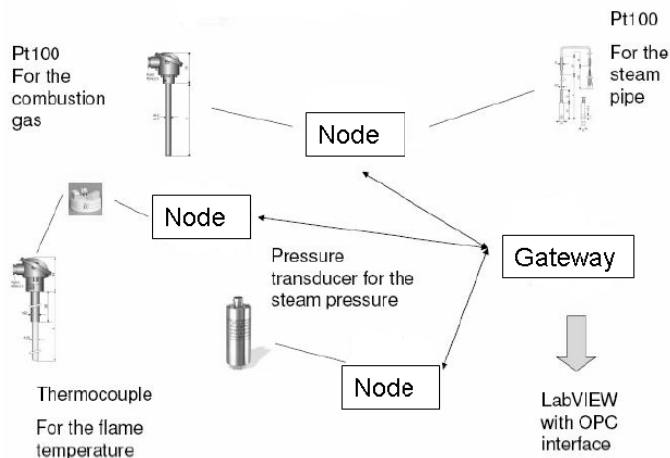 Pt100
For the
combustion
gas
Pt100
For the
steam
pipe
Node
Node
Pressure
transducer for the
steam pressure
Gateway
Node
Thermocouple
For the flame
temperature
LabVIEW
with OPC
interface